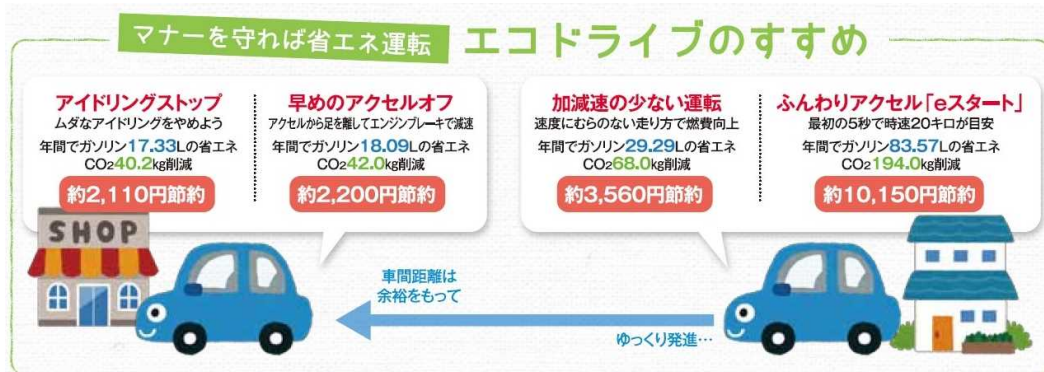 マナーを守れば省エネ運転
エコドライブのすすめ
アイドリングストップ
ムダなアイドリングをやめよう
年間でガソリン17.33Lの省エネ
CO2 40.2kg削減
約2,110円節約
早めのアクセルオフ
アクセルから足を離してエンジンブレーキで減速
年間でガソリン18.09Lの省エネ
CO2 42.0kg削減
約2,200円節約
加減速の少ない運転
速度にむらのない走り方で燃費向上
年間でガソリン29.29Lの省エネ
CO2 68.0kg削減
約3,560円節約
ふんわりアクセル「eスタート」
最初の5秒で時速20キロが目安
年間でガソリン83.57Lの省エネ
CO2 194.0kg削減
約10,150円節約
SHOP
車間距離は
余裕をもって
ゆっくり発進…